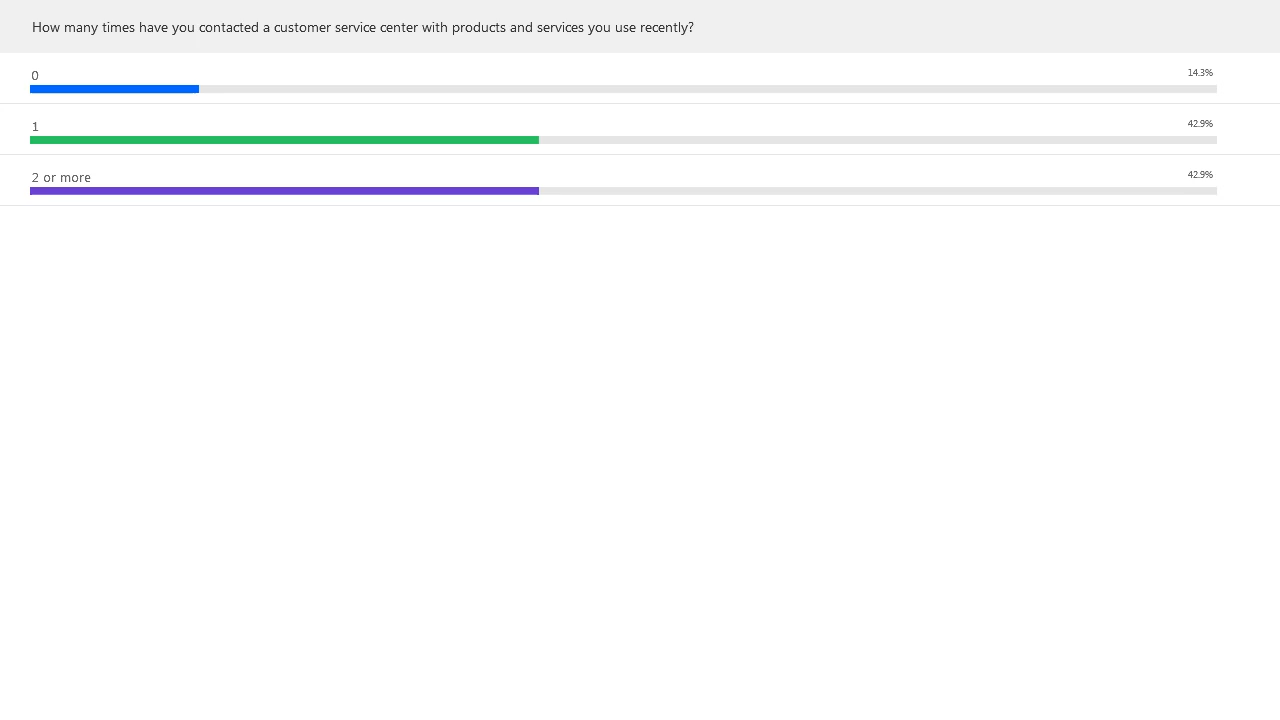 How many times have you contacted a customer service center with products and services you use recently?
0
14.3%
1
42.9%
2 or more
42.9%